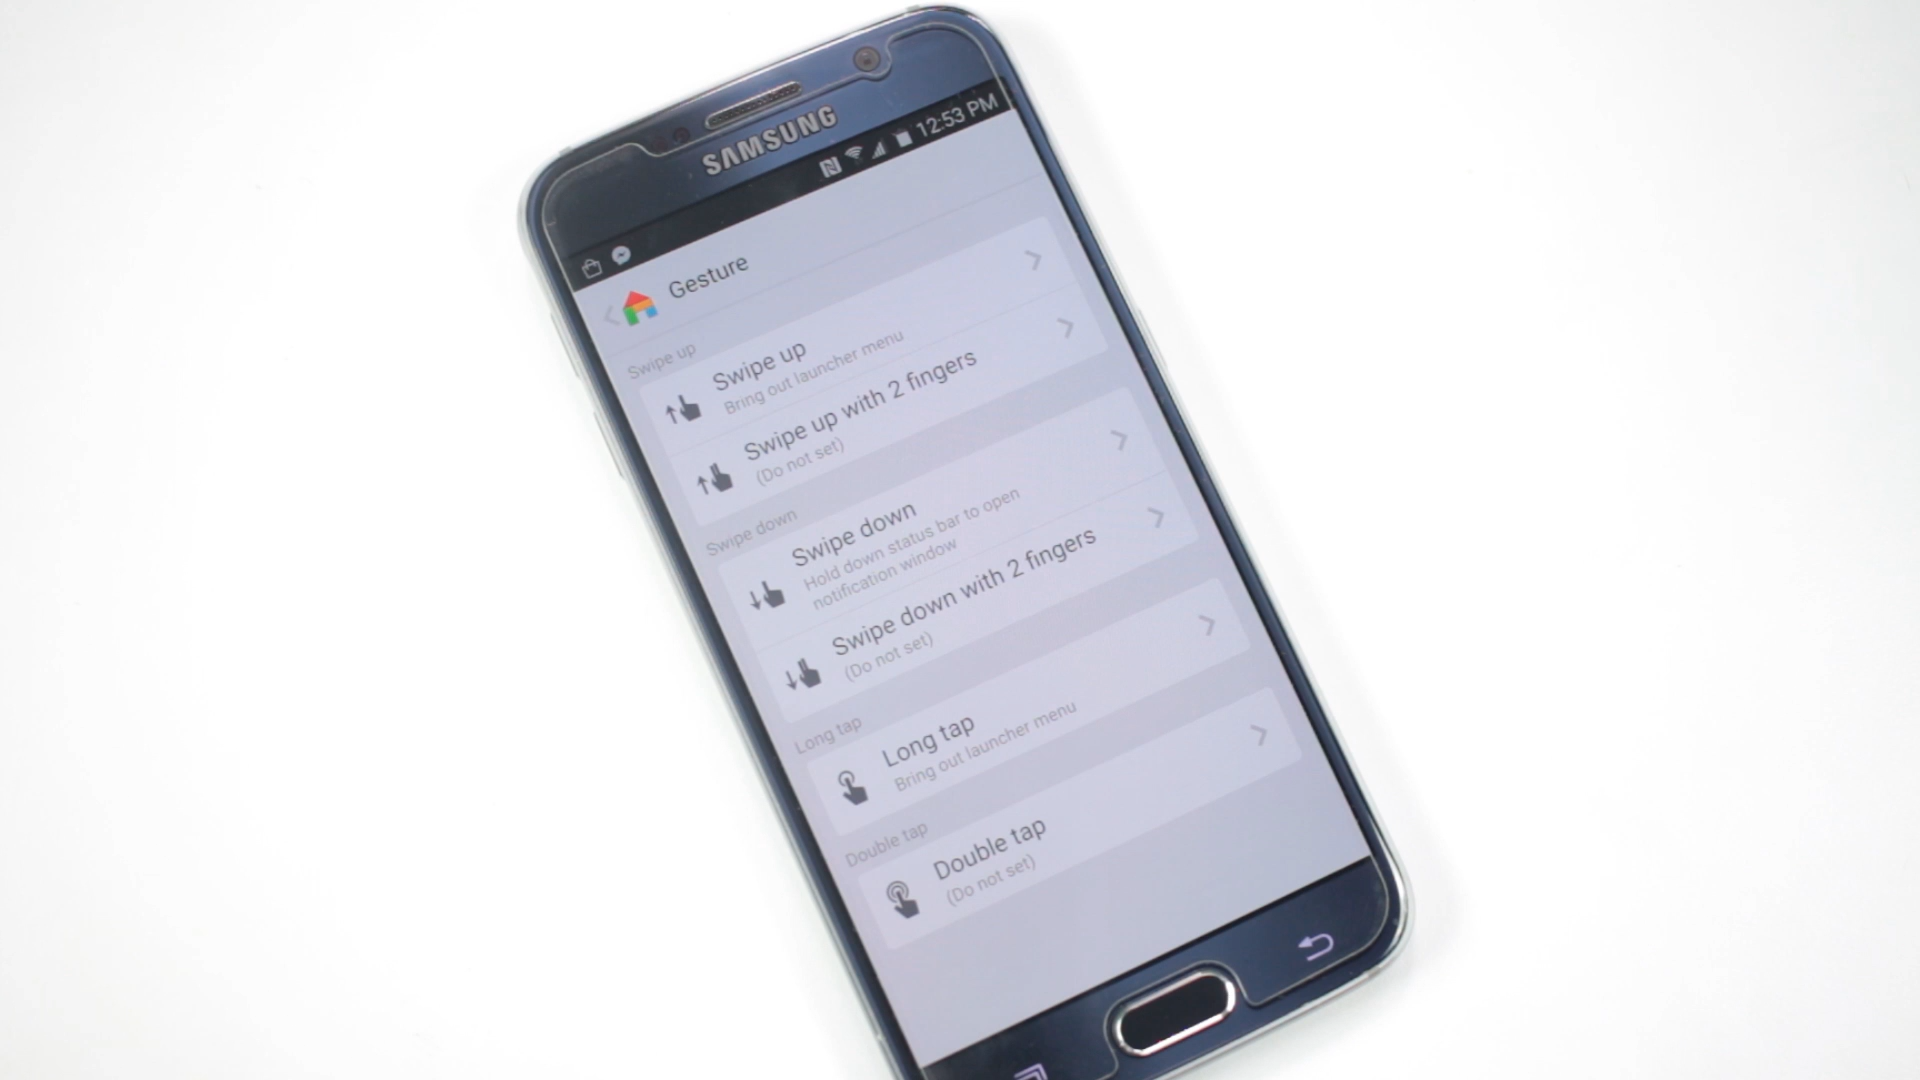 SAMSUNG
12:53 PM
Gesture
Swipe up
Swipe up
Bring out launcher menu
Swipe up with 2 fingers
(Do not set)
Swipe down
Swipe down
Hold down status bar to open
notification window
Swipe down with 2 fingers
(Do not set)
Long tap
Long tap
Bring out launcher menu
Double tap
Double tap
(Do not set)